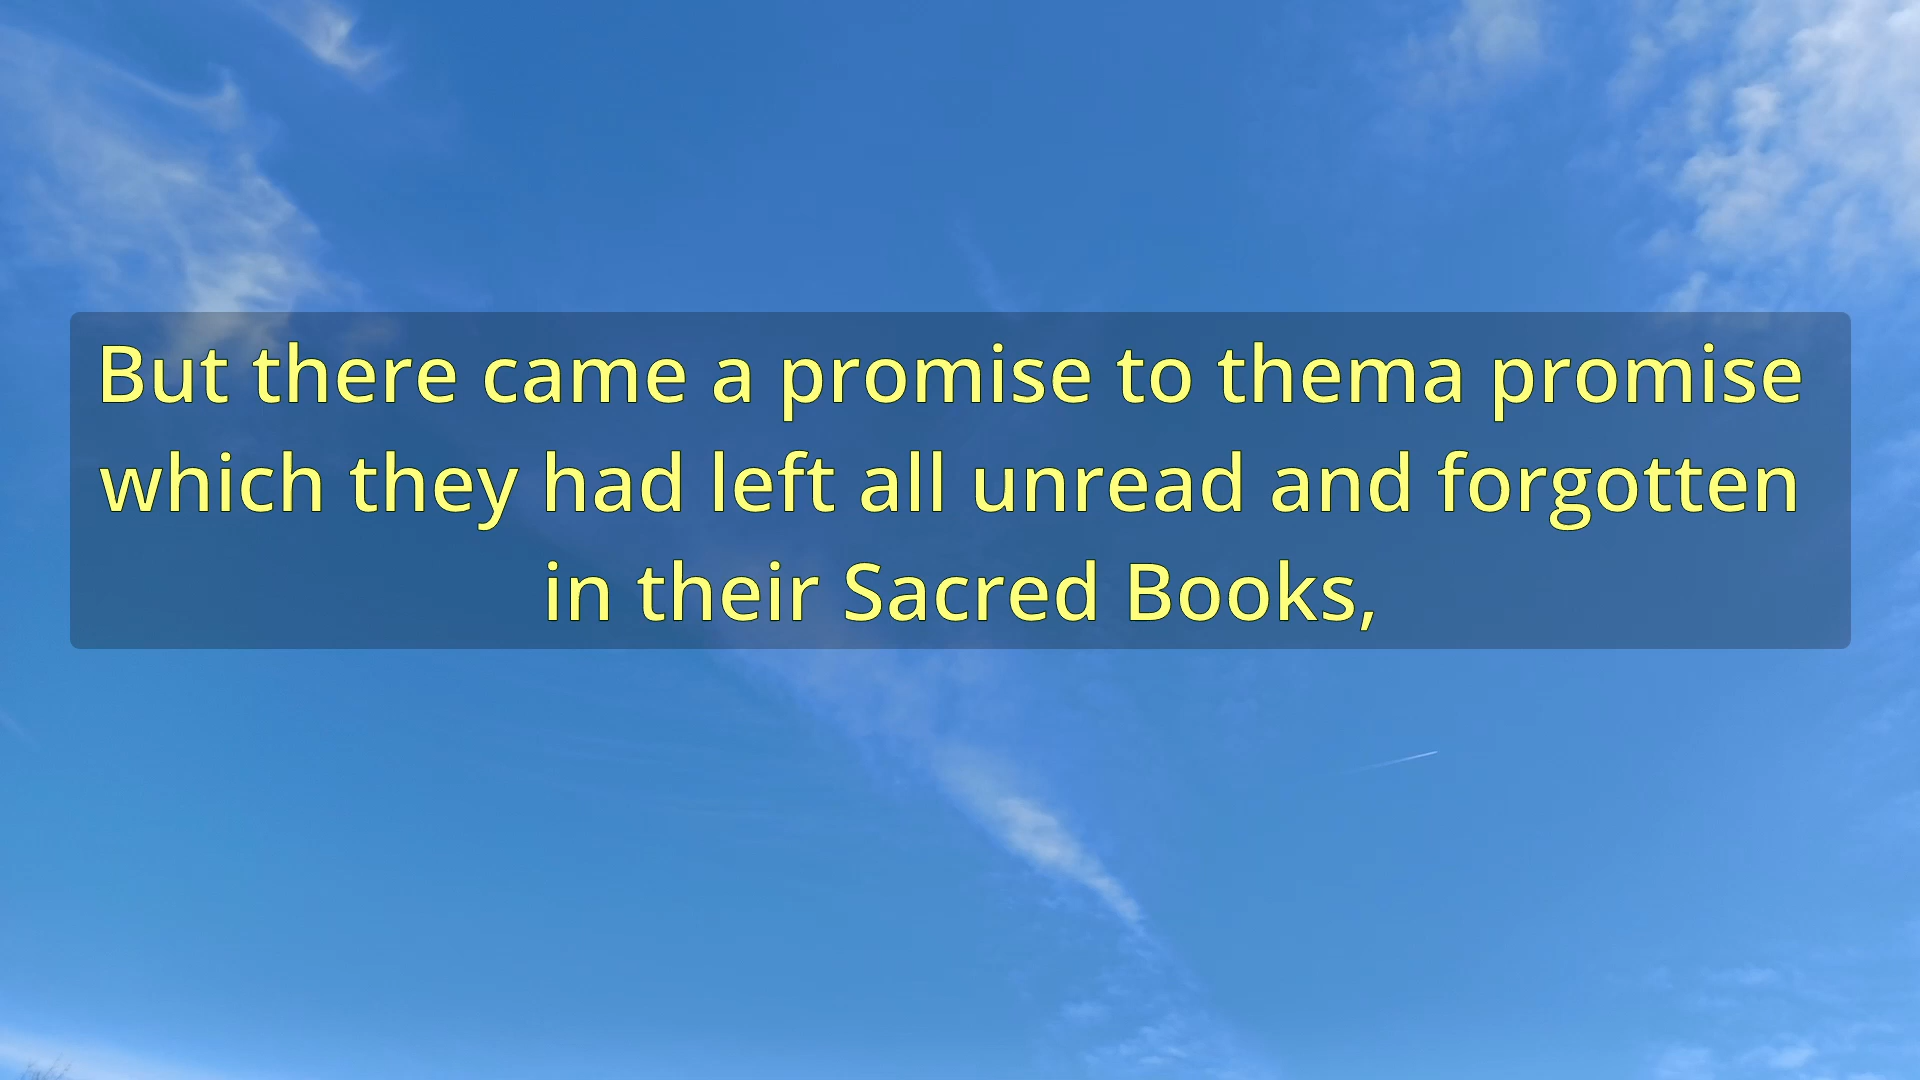 But there came a promise to thema promise
which they had left all unread and forgotten
in their Sacred Books,